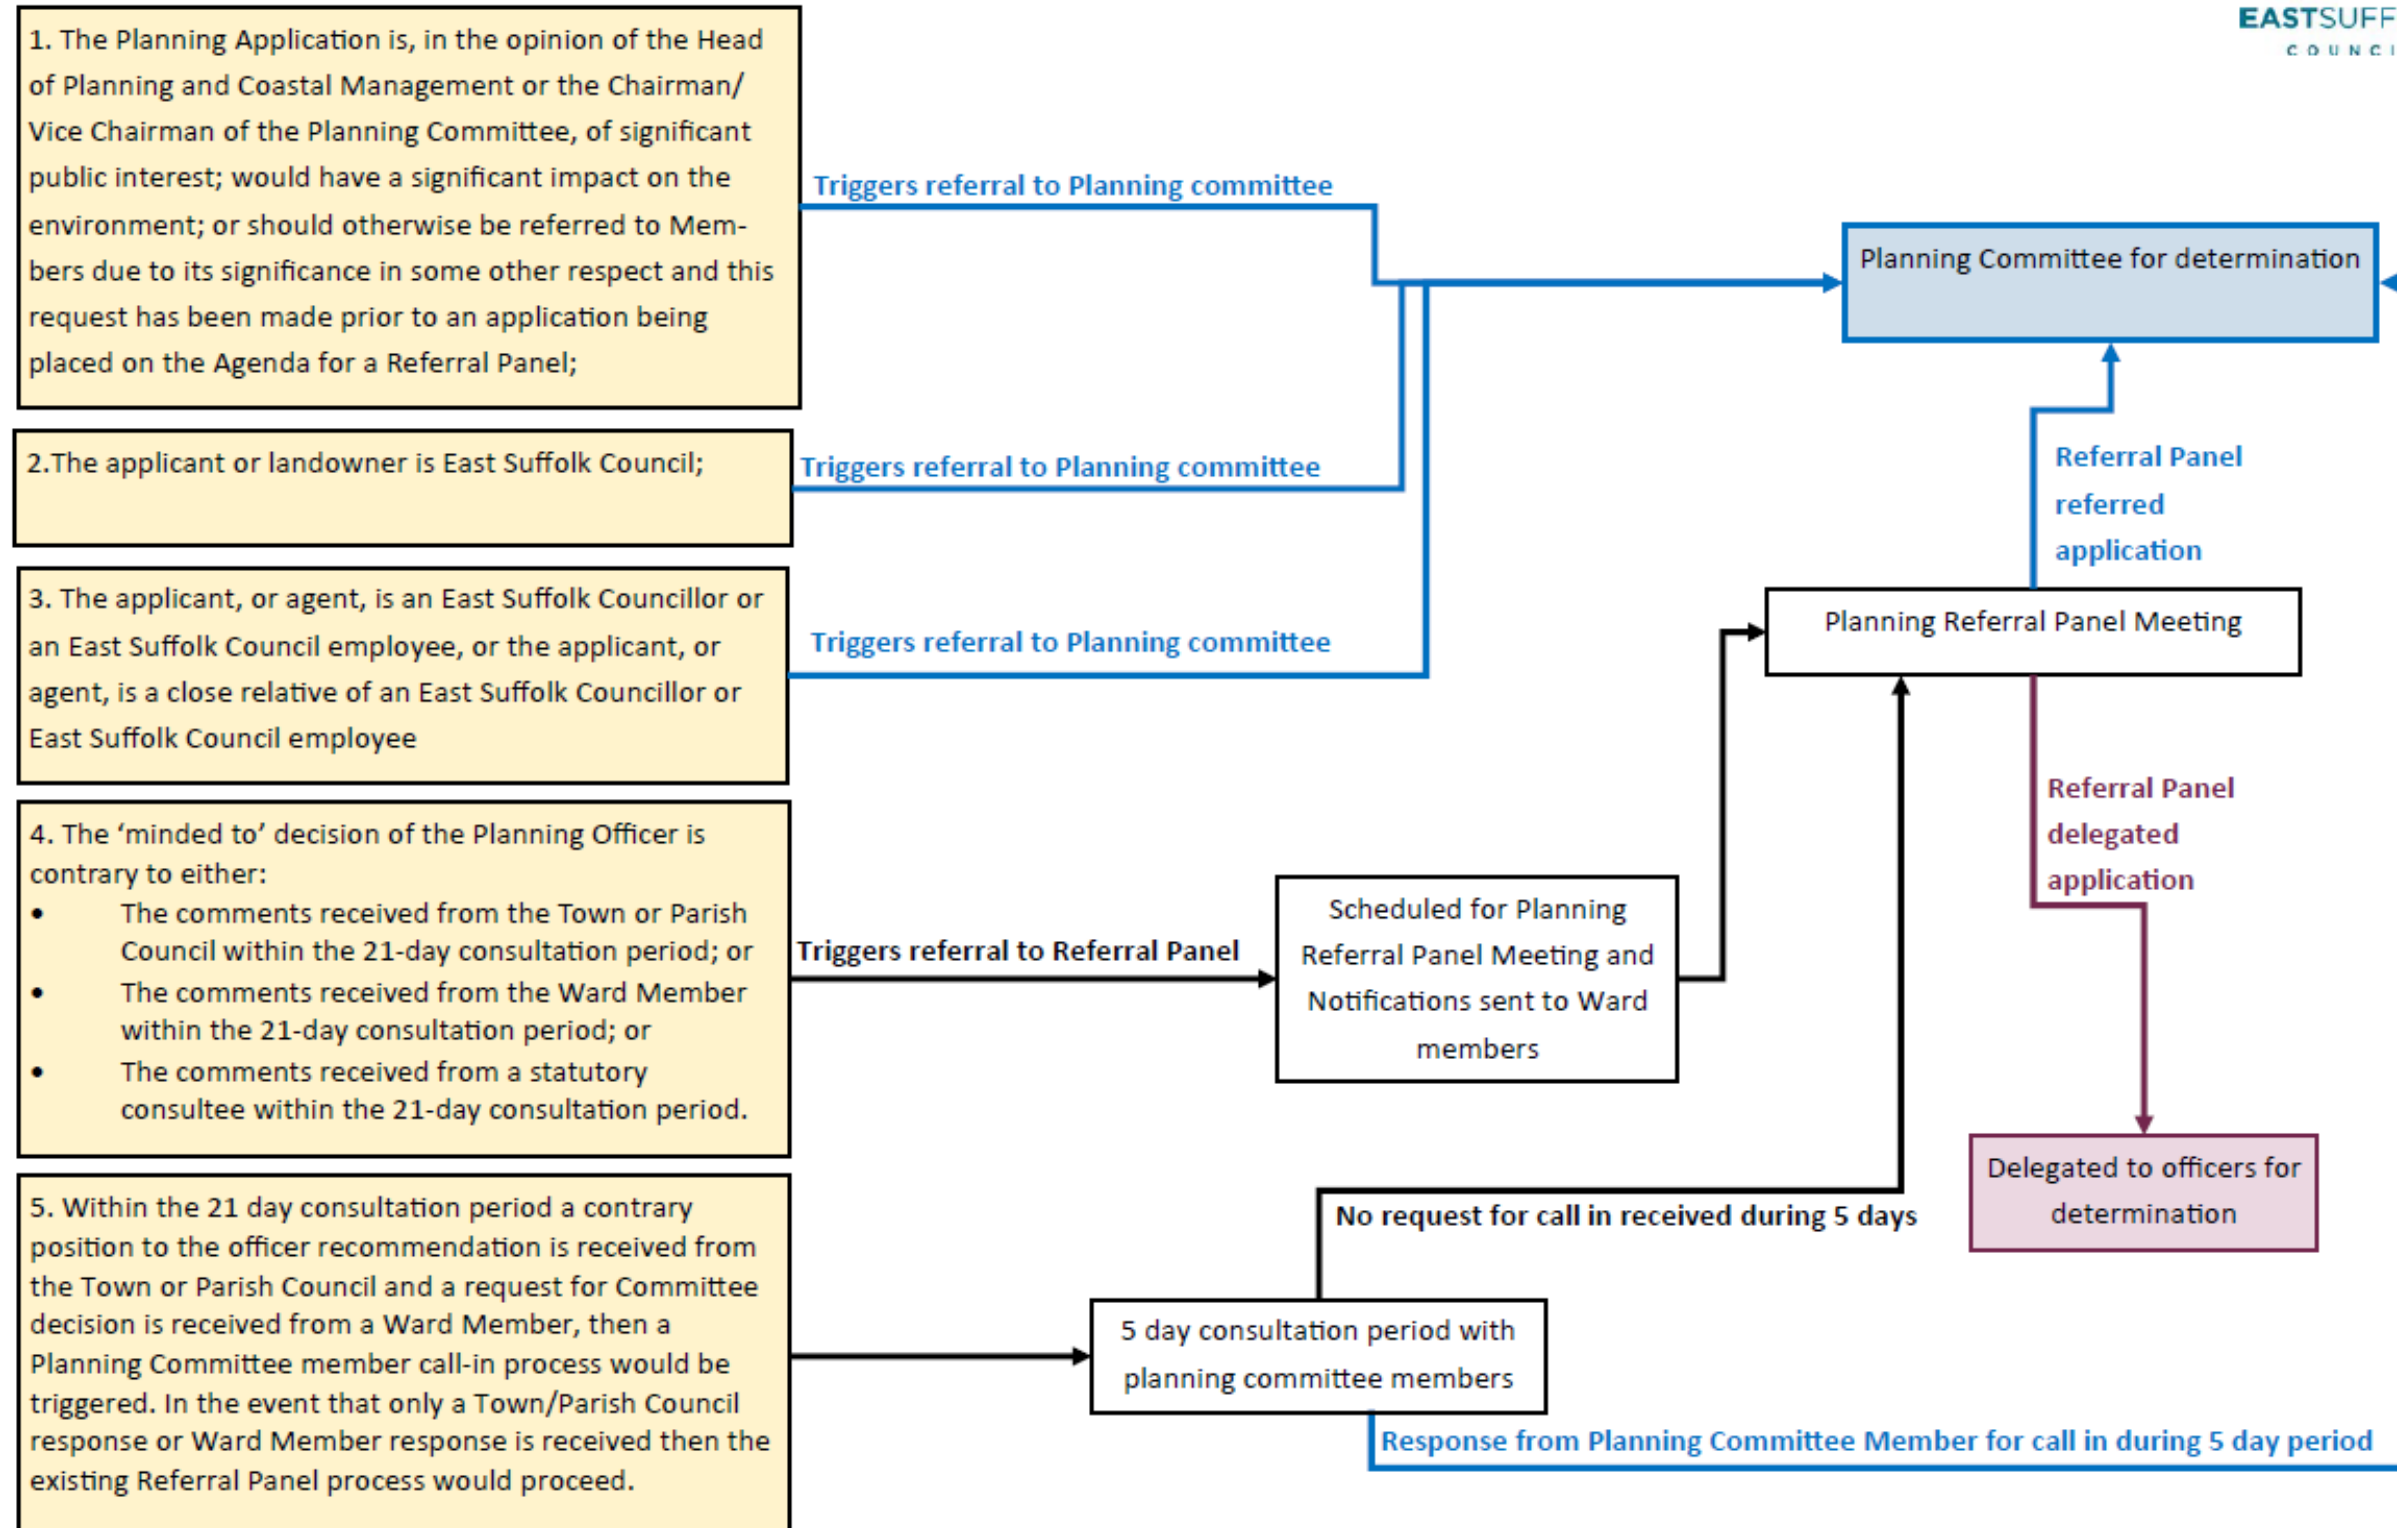 EASTSUFF
COUNCI
1. The Planning Application is, in the opinion of the Head
of Planning and Coastal Management or the Chairman/
Vice Chairman of the Planning Committee, of significant
public interest; would have a significant impact on the
environment; or should otherwise be referred to Mem-
bers due to its significance in some other respect and this
request has been made prior to an application being
placed on the Agenda for a Referral Panel;
Triggers referral to Planning committee
Planning Committee for determination
2.The applicant or landowner is East Suffolk Council;
Triggers referral to Planning committee
Referral Panel
referred
application
3. The applicant, or agent, is an East Suffolk Councillor or
an East Suffolk Council employee, or the applicant, or
agent, is a close relative of an East Suffolk Councillor or
East Suffolk Council employee
Triggers referral to Planning committee
Planning Referral Panel Meeting
Referral Panel
delegated
application
4. The ‘minded to’ decision of the Planning Officer is
contrary to either:
• The comments received from the Town or Parish
Council within the 21-day consultation period; or
• The comments received from the Ward Member
within the 21-day consultation period; or
• The comments received from a statutory
consultee within the 21-day consultation period.
Triggers referral to Referral Panel
Scheduled for Planning
Referral Panel Meeting and
Notifications sent to Ward
members
Delegated to officers for
determination
5. Within the 21 day consultation period a contrary
position to the officer recommendation is received from
the Town or Parish Council and a request for Committee
decision is received from a Ward Member, then a
Planning Committee member call-in process would be
triggered. In the event that only a Town/Parish Council
response or Ward Member response is received then the
existing Referral Panel process would proceed.
No request for call in received during 5 days
5 day consultation period with
planning committee members
Response from Planning Committee Member for call in during 5 day period